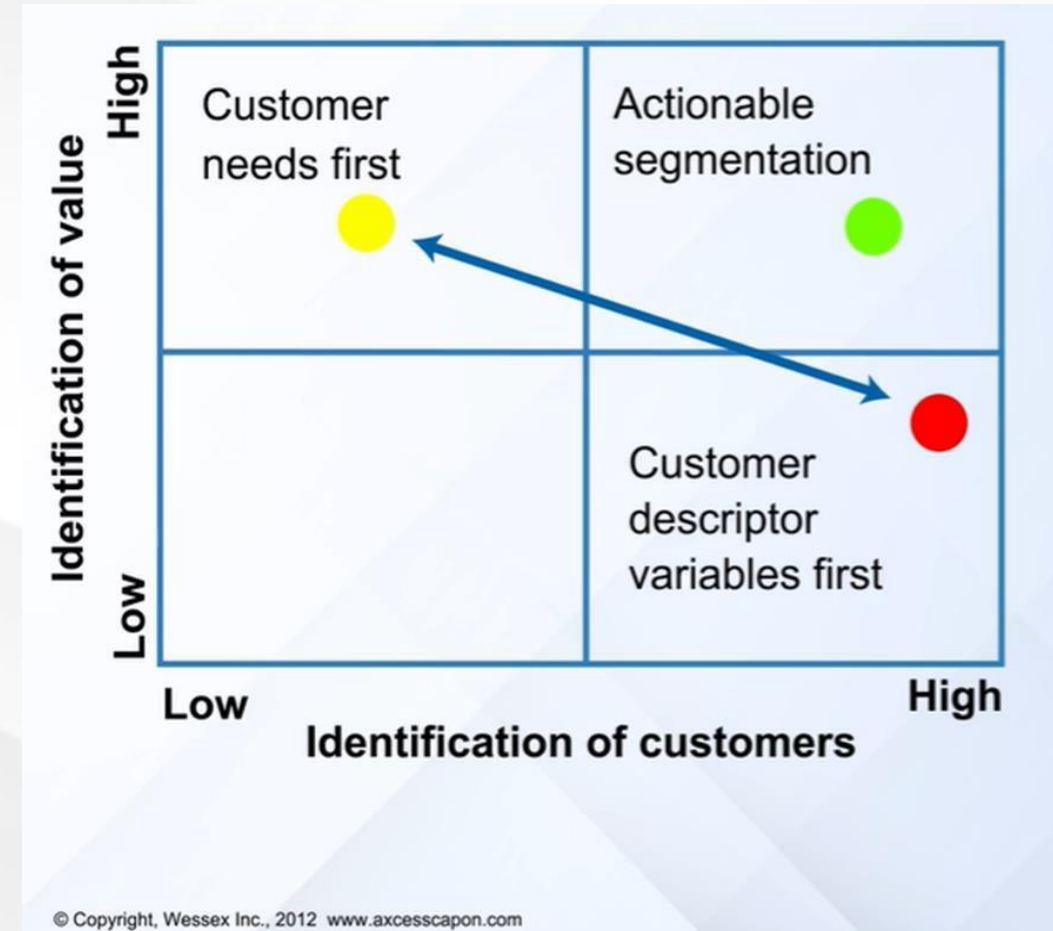 High
Identification of value
Low
Customer
needs first
Actionable
segmentation
Customer
descriptor
variables first
Low
High
Identification of customers
© Copyright, Wessex Inc., 2012 www.axcesscapon.com